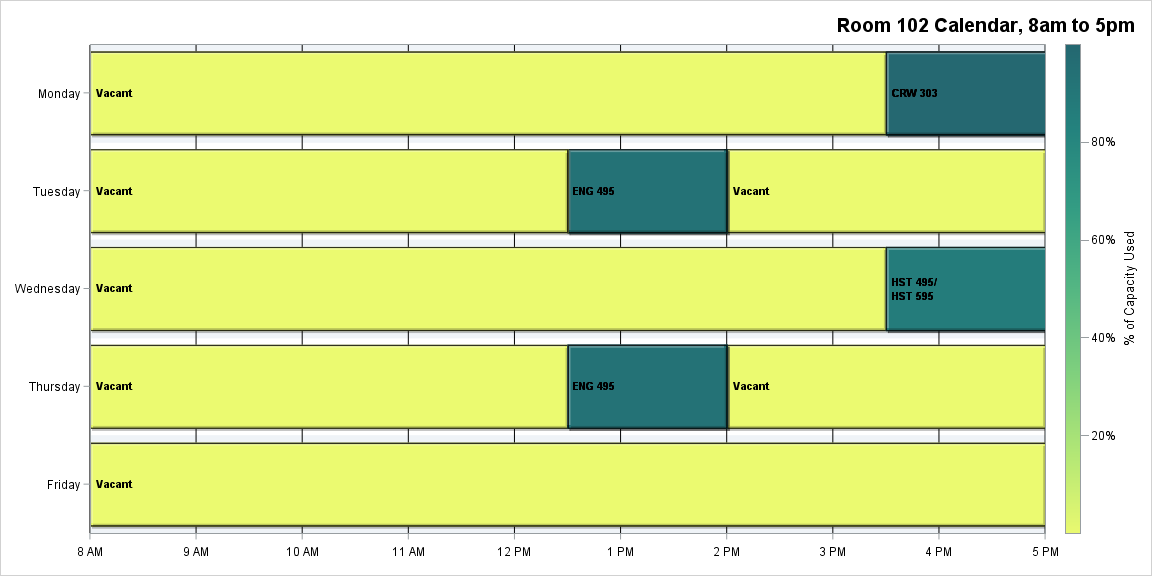 Room 102 Calendar, 8am to 5pm
Monday
Vacant
CRW 303
Tuesday
Vacant
ENG 495
Vacant
Wednesday
Vacant
HST 495/
HST 595
Thursday
Vacant
ENG 495
Vacant
Friday
Vacant
8 AM
9 AM
10 AM
11 AM
12 PM
1 PM
2 PM
3 PM
4 PM
5 PM
80%
60%
40%
20%
% of Capacity Used